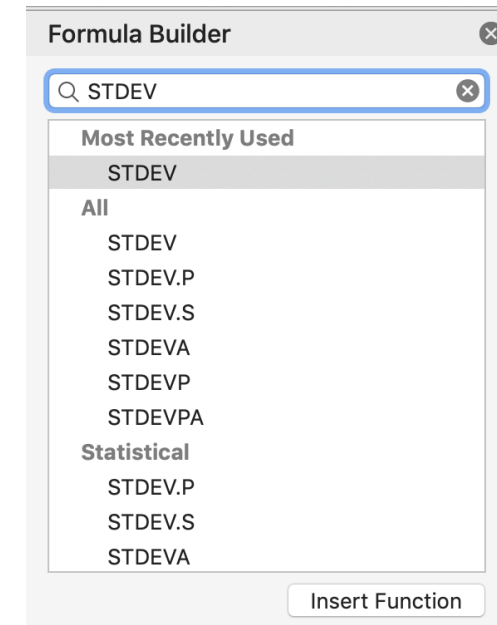 Formula Builder
STDEV
Most Recently Used
STDEV
All
STDEV
STDEV.P
STDEV.S
STDEVA
STDEVP
STDEVPA
Statistical
STDEV.P
STDEV.S
STDEVA
Insert Function